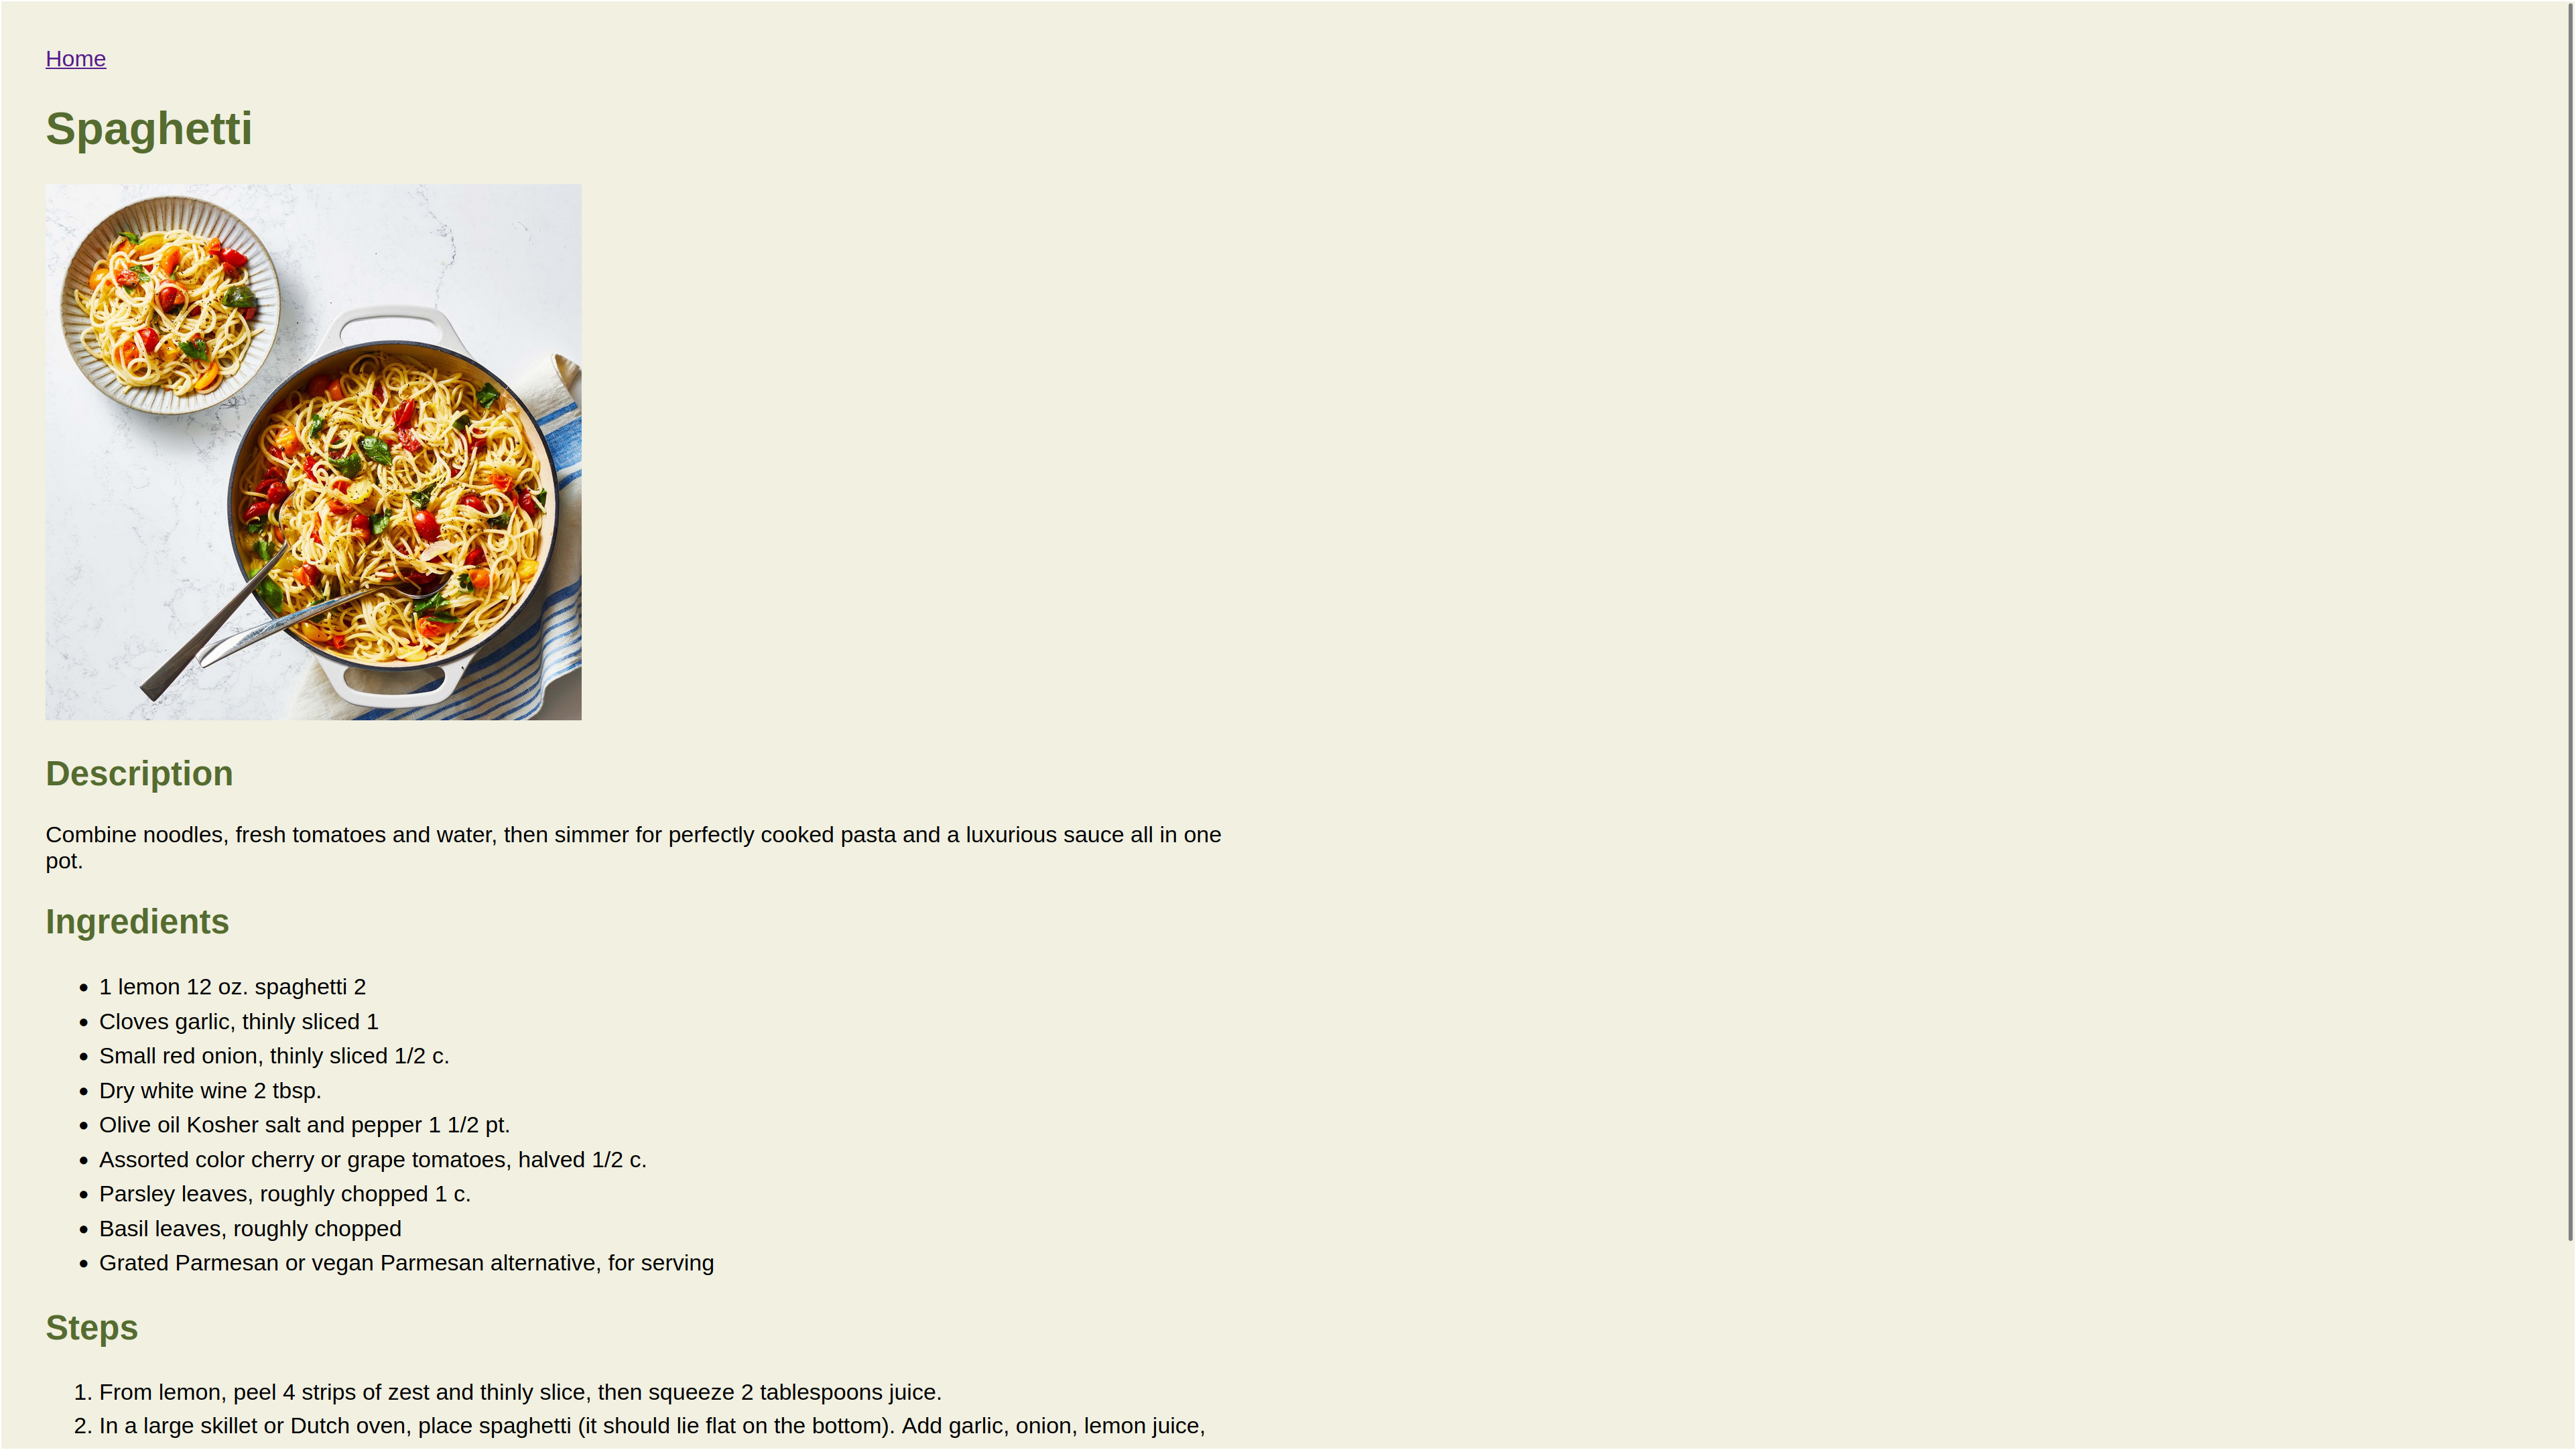 Home
Spaghetti
Description
Combine noodles, fresh tomatoes and water, then simmer for perfectly cooked pasta and a luxurious sauce all in one
pot.
Ingredients
• 1 lemon 12 oz. spaghetti 2
• Cloves garlic, thinly sliced 1
• Small red onion, thinly sliced 1/2 c.
• Dry white wine 2 tbsp.
• Olive oil Kosher salt and pepper 1 1/2 pt.
• Assorted color cherry or grape tomatoes, halved 1/2 c.
• Parsley leaves, roughly chopped 1 c.
• Basil leaves, roughly chopped
• Grated Parmesan or vegan Parmesan alternative, for serving
Steps
1. From lemon, peel 4 strips of zest and thinly slice, then squeeze 2 tablespoons juice.
2. In a large skillet or Dutch oven, place spaghetti (it should lie flat on the bottom). Add garlic, onion, lemon juice,